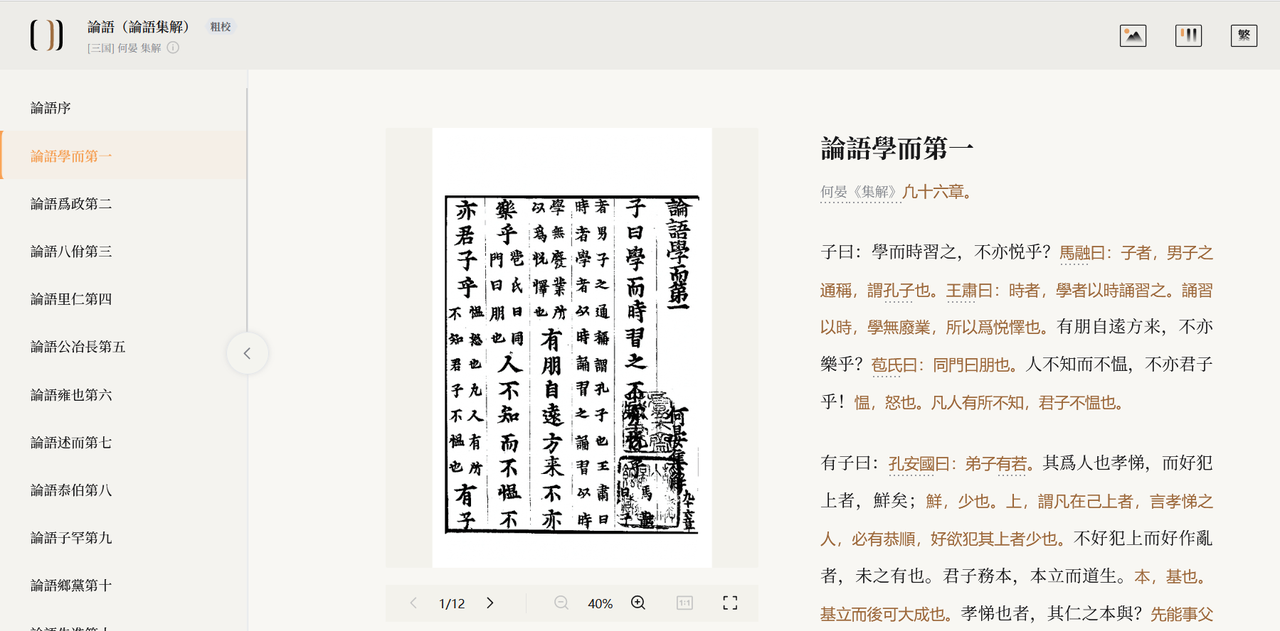 論語（論語集解） 粗校
[三国] 何晏 集解
繁
論語序
論語學而第一
論語爲政第二
論語八佾第三
論語里仁第四
論語公冶長第五
論語雍也第六
論語述而第七
論語泰伯第八
論語子罕第九
論語鄉黨第十
論語學而第一
何晏集解
凡十六章
子曰學而時習之不
者男子之通稱謂孔子也王肅曰
時者學者以時誦習之誦習以時
學無廢業所
以爲悅懌也
有朋自遠方来不亦
樂乎
苞氏曰同
門曰朋也
人不知而不愠不
亦君子乎
愠怒也凡人有所
不知君子不愠也
有子
1/12
40%
1:1
論語學而第一
何晏《集解》凡十六章。
子曰：學而時習之，不亦悦乎？馬融曰：子者，男子之
通稱，謂孔子也。王肅曰：時者，學者以時誦習之。誦習
以時，學無廢業，所以爲悦懌也。有朋自遠方来，不亦
樂乎？苞氏曰：同門曰朋也。人不知而不愠，不亦君子
乎！愠，怒也。凡人有所不知，君子不愠也。
有子曰：孔安國曰：弟子有若。其爲人也孝悌，而好犯
上者，鮮矣；鮮，少也。上，謂凡在己上者，言孝悌之
人，必有恭順，好欲犯其上者少也。不好犯上而好作亂
者，未之有也。君子務本，本立而道生。本，基也。
基立而後可大成也。孝悌也者，其仁之本與？先能事父